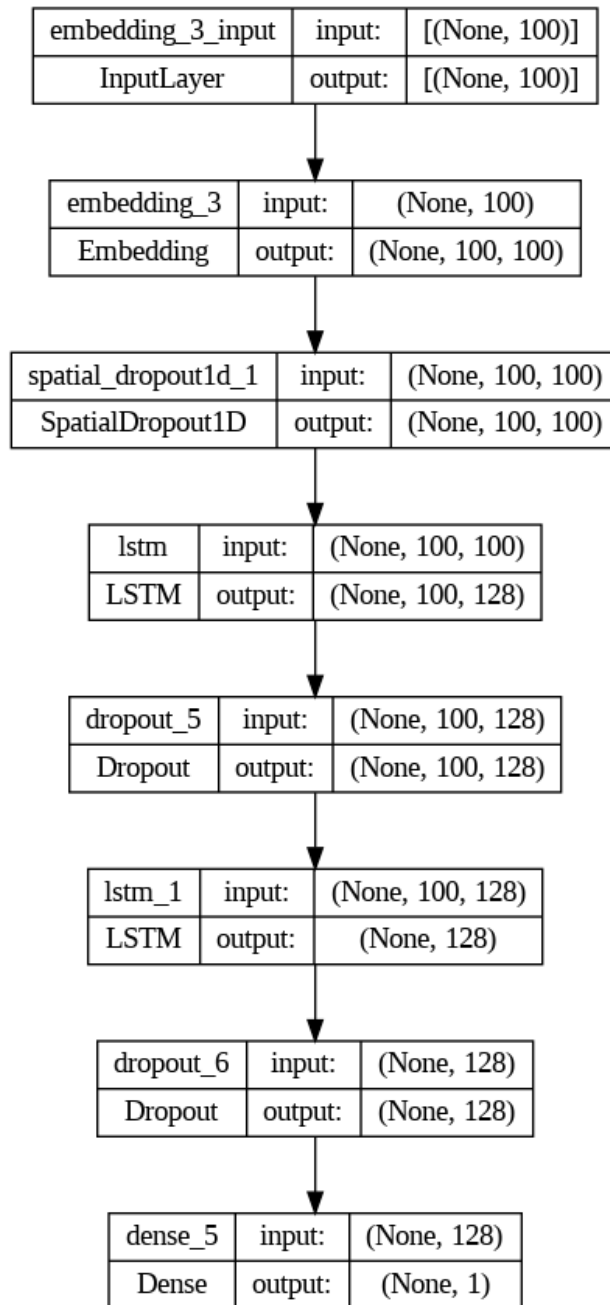 embedding_3_input input: [(None, 100)]
InputLayer output: [(None, 100)]
embedding_3 input: (None, 100)
Embedding output: (None, 100, 100)
spatial_dropout1d_1 input: (None, 100, 100)
SpatialDropout1D output: (None, 100, 100)
lstm input: (None, 100, 100)
LSTM output: (None, 100, 128)
dropout_5 input: (None, 100, 128)
Dropout output: (None, 100, 128)
lstm_1 input: (None, 100, 128)
LSTM output: (None, 128)
dropout_6 input: (None, 128)
Dropout output: (None, 128)
dense_5 input: (None, 128)
Dense output: (None, 1)